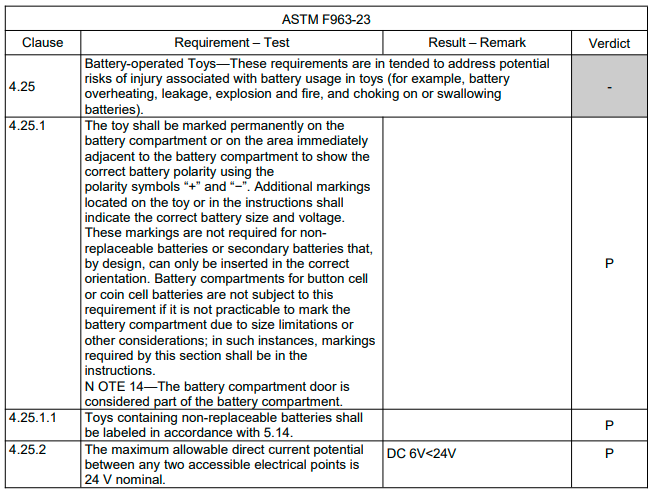 ASTM F963-23
Clause Requirement – Test Result – Remark Verdict
4.25 Battery-operated Toys—These requirements are in tended to address potential
risks of injury associated with battery usage in toys (for example, battery
overheating, leakage, explosion and fire, and choking on or swallowing
batteries). -
4.25.1 The toy shall be marked permanently on the
battery compartment or on the area immediately
adjacent to the battery compartment to show the
correct battery polarity using the
polarity symbols “+” and “−”. Additional markings
located on the toy or in the instructions shall
indicate the correct battery size and voltage.
These markings are not required for non-
replaceable batteries or secondary batteries that,
by design, can only be inserted in the correct
orientation. Battery compartments for button cell
or coin cell batteries are not subject to this
requirement if it is not practicable to mark the
battery compartment due to size limitations or
other considerations; in such instances, markings
required by this section shall be in the
instructions.
N OTE 14—The battery compartment door is
considered part of the battery compartment.
P
4.25.1.1 Toys containing non-replaceable batteries shall
be labeled in accordance with 5.14. P
4.25.2 The maximum allowable direct current potential
between any two accessible electrical points is
24 V nominal.
DC 6V<24V P